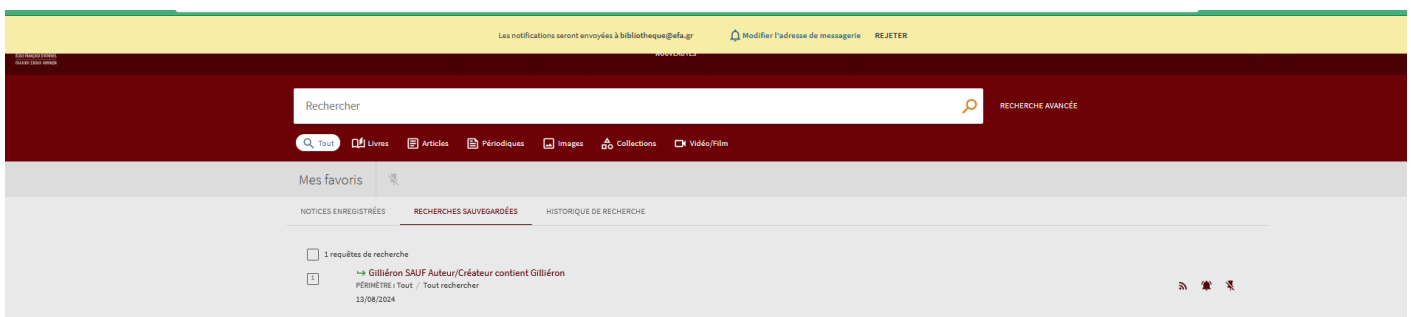 Les notifications seront envoyées à bibliotheque@efa.gr Modifier l'adresse de messagerie REJETER
Rechercher
RECHERCHE AVANCÉE
Tout Livres Articles Périodiques Images Collections Vidéo/Film
Mes favoris
NOTICES ENREGISTRÉES RECHERCHES SAUVEGARDÉES HISTORIQUE DE RECHERCHE
1 requêtes de recherche
1 Gilliéron SAUF Auteur/Créateur contient Gilliéron
PÉRIMÈTRE : Tout / Tout rechercher
13/08/2024